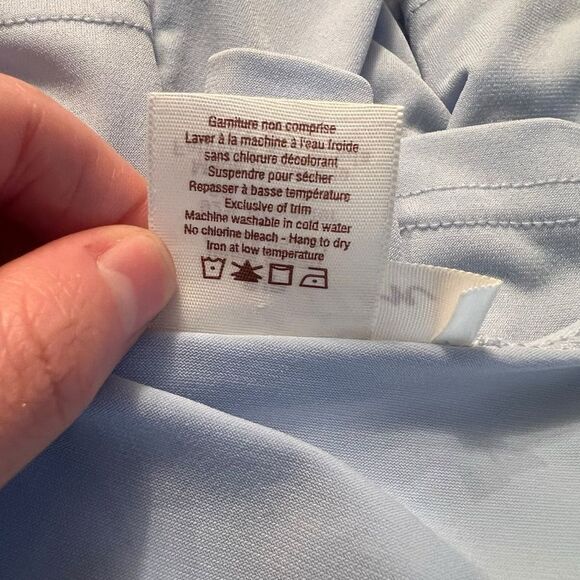 Garniture non comprise
Laver à la machine à l'eau froide
sans chlorure décolorant
Suspendre pour sécher
Repasser à basse température
Exclusive of trim
Machine washable in cold water
No chlorine bleach - Hang to dry
Iron at low temperature